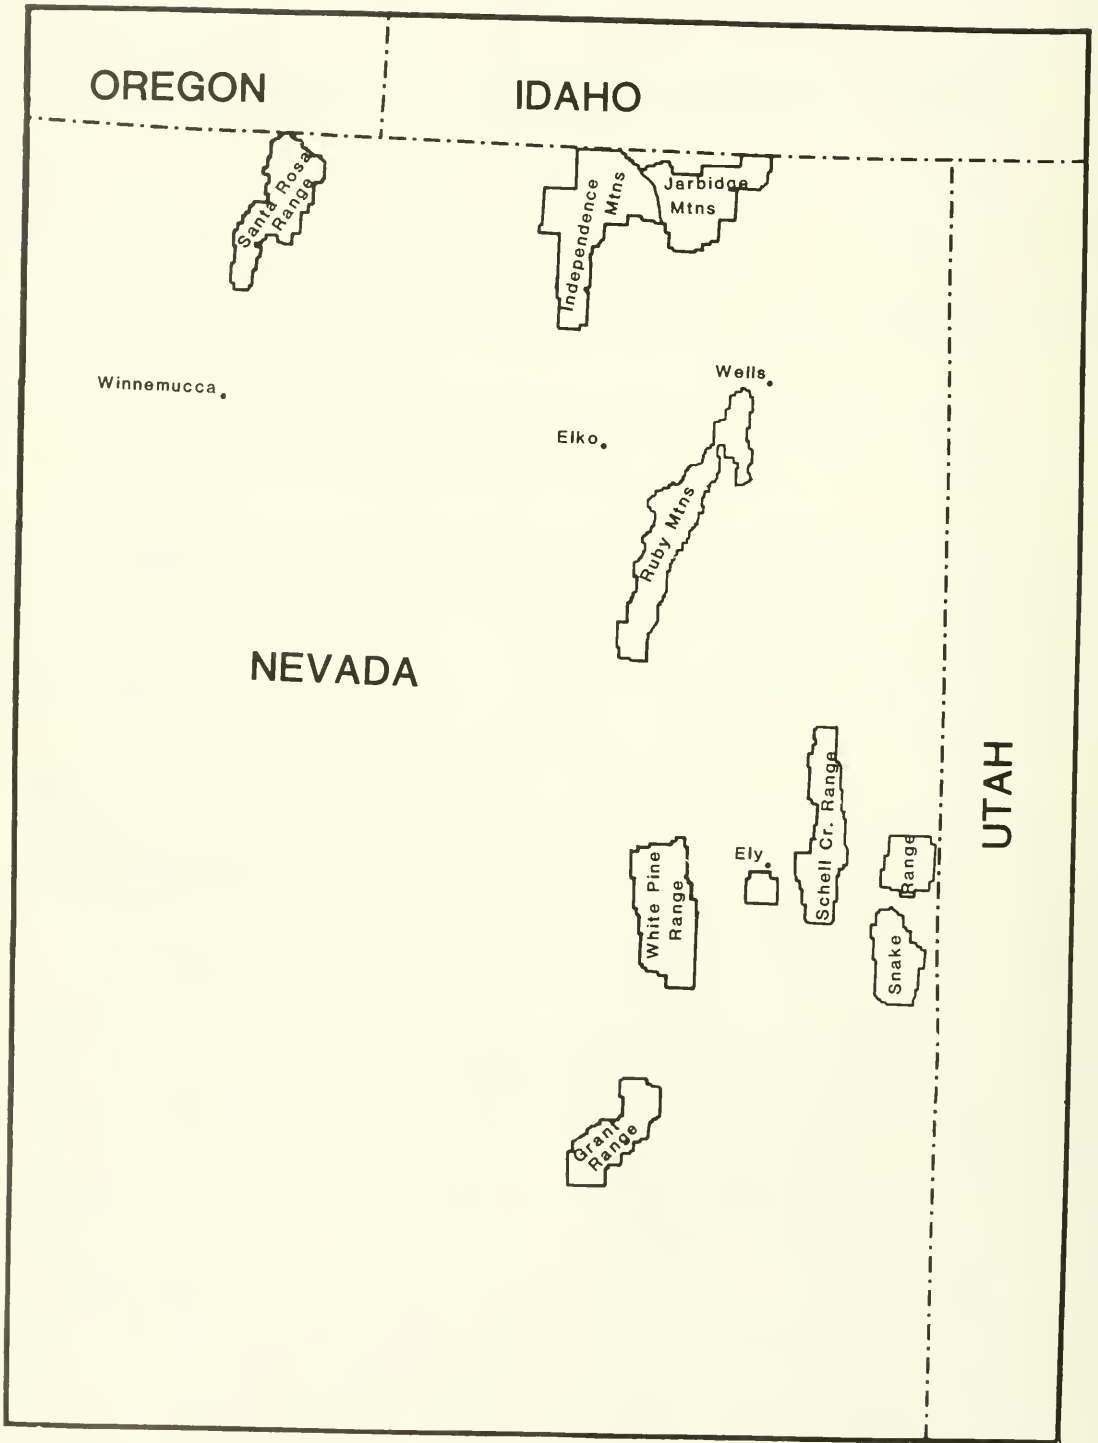 OREGON
IDAHO
Santa Rosa
Range
Independence
Mtns
Jarbidge
Mtns
Winnemucca
Wells
Elko
Ruby Mtns
NEVADA
UTAH
Schell Cr. Range
Ely
White Pine
Range
Range
Snake
Grant
Range